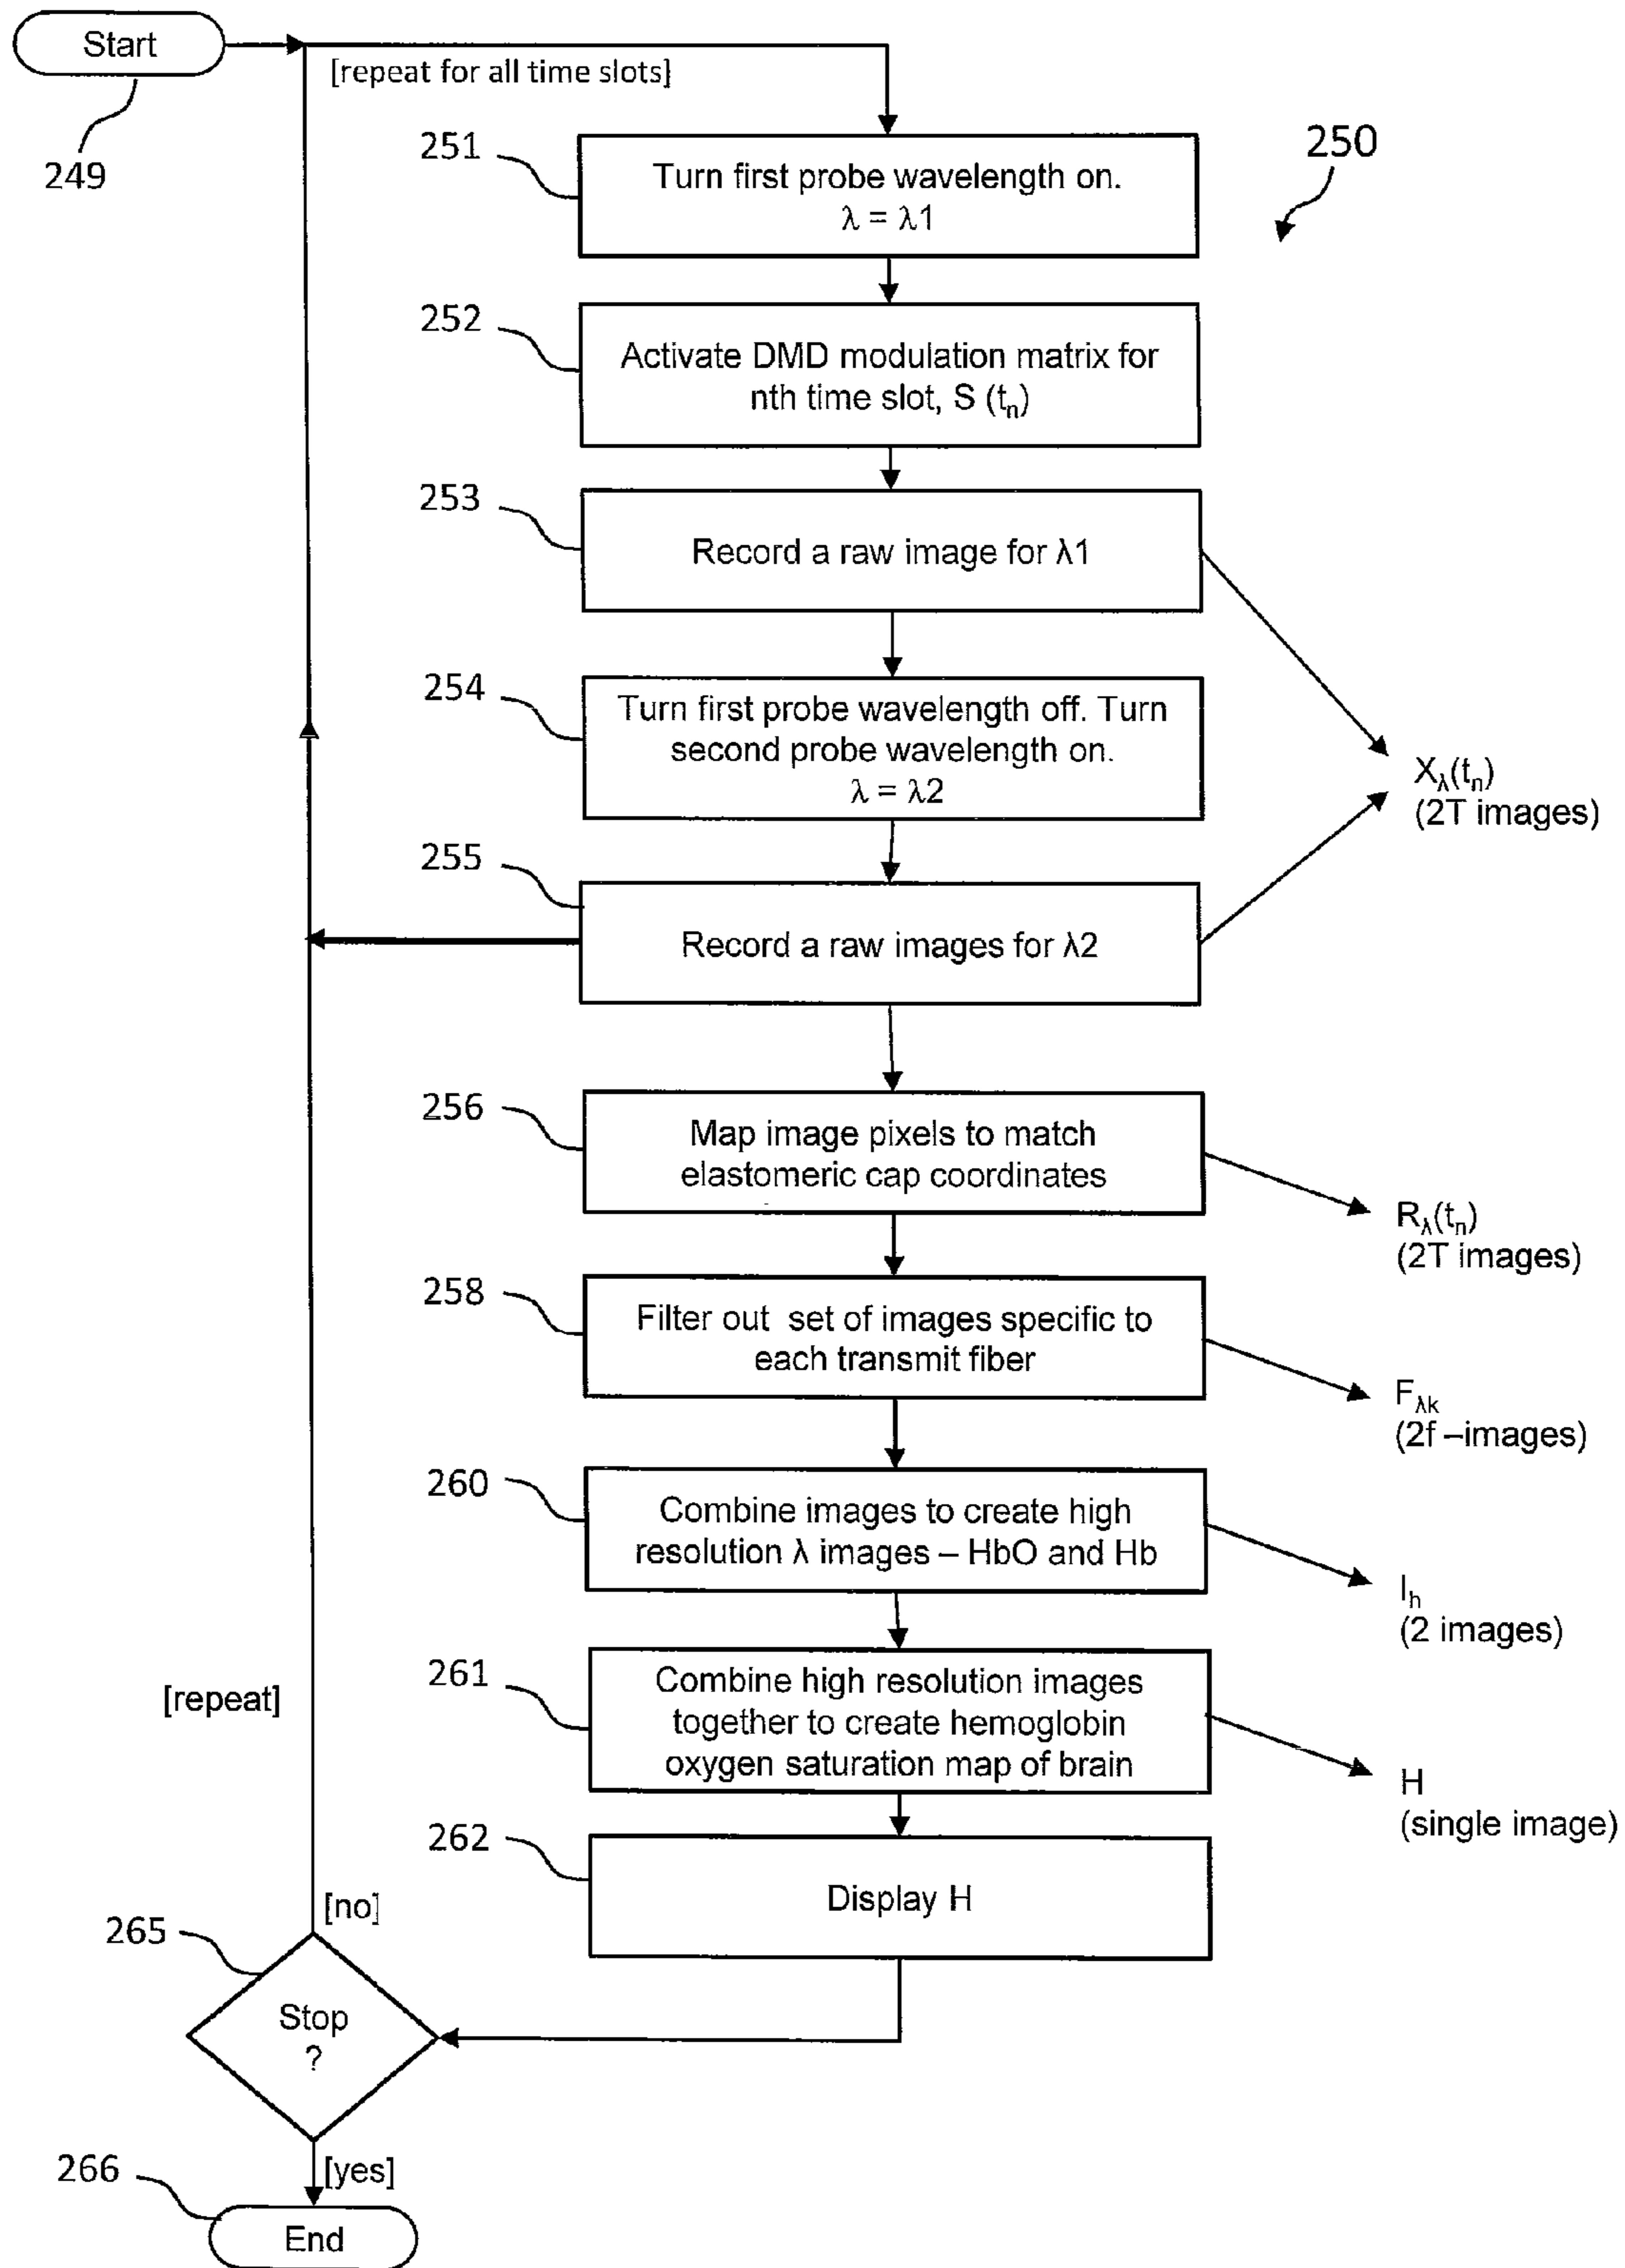 Start
[repeat for all time slots]
249
250
251
Turn first probe wavelength on.
λ = λ1
252
Activate DMD modulation matrix for
nth time slot, S (tn)
253
Record a raw image for λ1
254
Turn first probe wavelength off. Turn
second probe wavelength on.
λ = λ2
Xλ(tn)
(2T images)
255
Record a raw images for λ2
256
Map image pixels to match
elastomeric cap coordinates
Rλ(tn)
(2T images)
258
Filter out set of images specific to
each transmit fiber
Fλk
(2f –images)
260
Combine images to create high
resolution λ images – HbO and Hb
Ih
(2 images)
261
Combine high resolution images
together to create hemoglobin
oxygen saturation map of brain
[repeat]
H
(single image)
262
Display H
[no]
265
Stop
?
[yes]
266
End